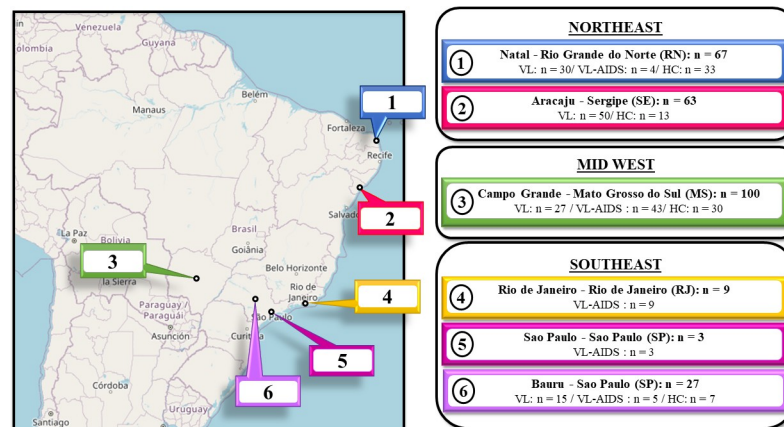 Venezuela
Guyana
Colombia
Belém
Manaus
Fortaleza
Recife
1
2
Salvador
Brasil
La Paz
Bolivia
Goiânia
3
la Sierra
Belo Horizonte
Rio de
Janeiro
4
São Paulo
Paraguay /
Paraguái
Asunción
Curitiba
5
6
Córdoba
Uruguay
Santiago
NORTHEAST
1
Natal - Rio Grande do Norte (RN): n = 67
VL: n = 30/ VL-AIDS: n = 4/ HC: n = 33
2
Aracaju - Sergipe (SE): n = 63
VL: n = 50/ HC: n = 13
MID WEST
3
Campo Grande - Mato Grosso do Sul (MS): n = 100
VL: n = 27 / VL-AIDS : n = 43/ HC: n = 30
SOUTHEAST
4
Rio de Janeiro - Rio de Janeiro (RJ): n = 9
VL-AIDS : n = 9
5
Sao Paulo - Sao Paulo (SP): n = 3
VL-AIDS : n = 3
6
Bauru - Sao Paulo (SP): n = 27
VL: n = 15 / VL-AIDS : n = 5 / HC: n = 7